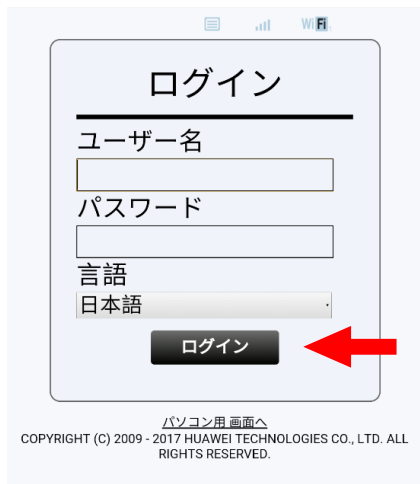 WiFi
ログイン
ユーザー名
パスワード
言語
日本語
ログイン
パソコン用 画面へ
COPYRIGHT (C) 2009 - 2017 HUAWEI TECHNOLOGIES CO., LTD. ALL
RIGHTS RESERVED.